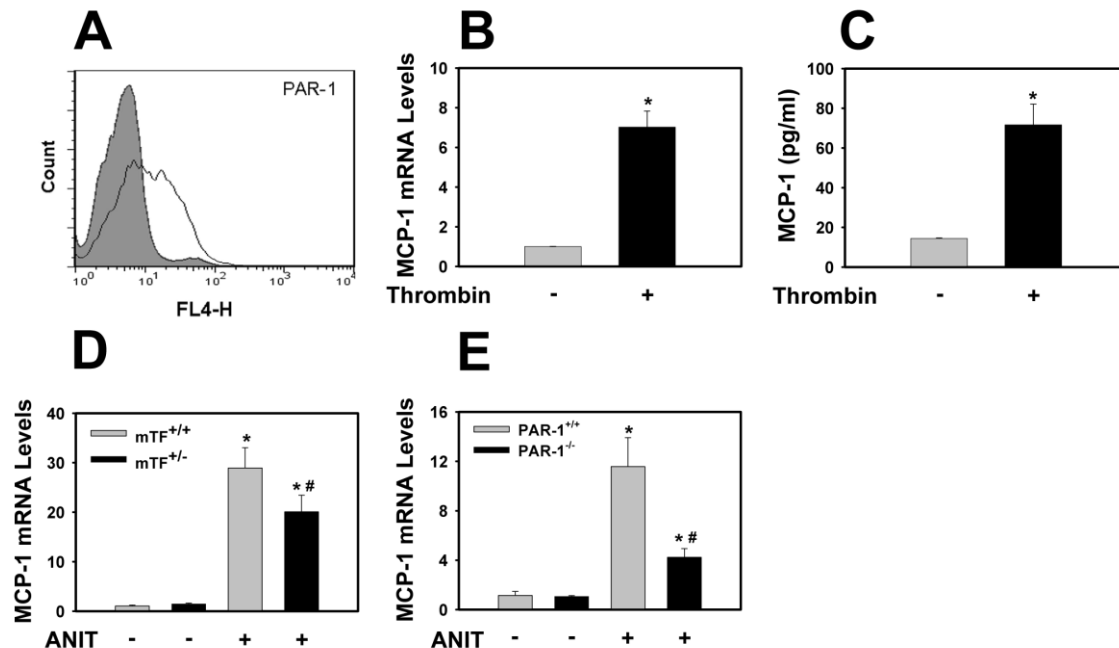 A
PAR-1
Count
10⁰ 10¹ 10² 10³ 10⁴
FL4-H
B
MCP-1 mRNA Levels
10
8
6
4
2
0
*
Thrombin - +
C
MCP-1 (pg/ml)
100
80
60
40
20
0
*
Thrombin - +
D
MCP-1 mRNA Levels
40
30
20
10
0
mTF+/+
mTF+/-
*
* #
ANIT - - + +
E
MCP-1 mRNA Levels
16
12
8
4
0
PAR-1+/+
PAR-1-/-
*
* #
ANIT - - + +